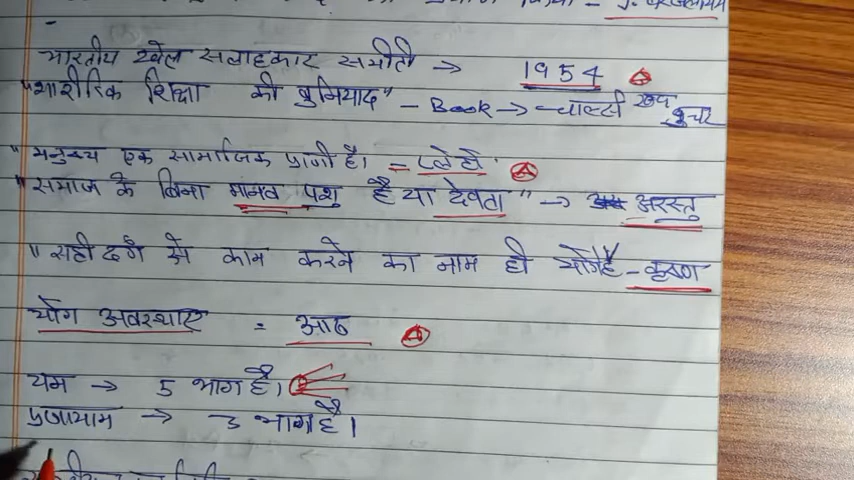 भारतीय खेल सलाहकार समीती → 1954
"शारीरिक शिक्षा की बुनियाद" - Book → चार्ल्स बुचर
"मनुष्य एक सामाजिक प्राणी है। = प्लेटो
"समाज के बिना मानव पशु है या देवता" → अरस्तु
"सही ढंग से काम करने का नाम ही योग है - कृष्ण
योग अवस्थाए = आठ
यम → 5 भाग है।
प्रणायाम → 3 भाग है।